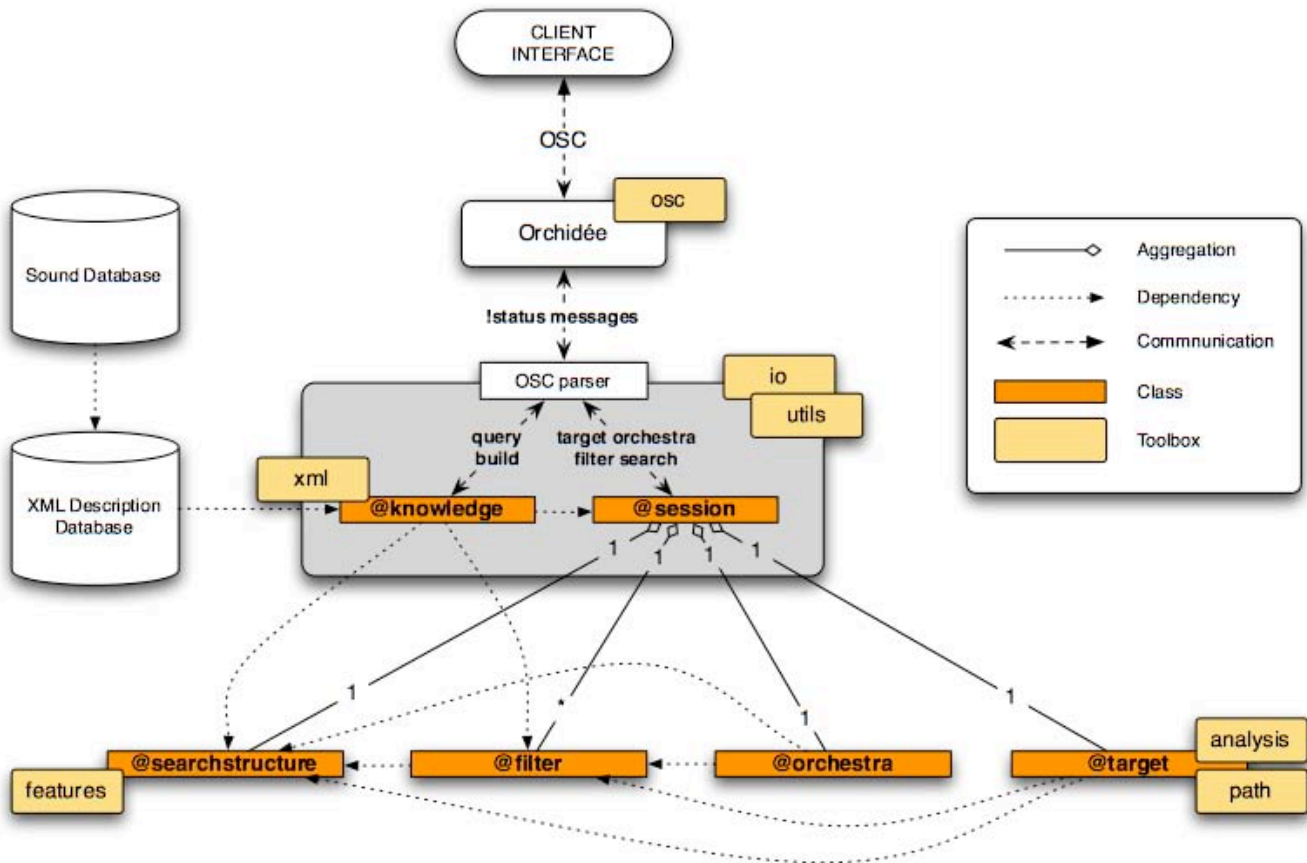 CLIENT
INTERFACE
OSC
osc
Orchidée
Sound Database
!status messages
Aggregation
Dependency
Commnunication
Class
Toolbox
OSC parser
io
utils
query
build
target orchestra
filter search
xml
XML Description
Database
@knowledge
@session
1
1
1
1
1
*
1
1
@searchstructure
@filter
@orchestra
@target
analysis
features
path